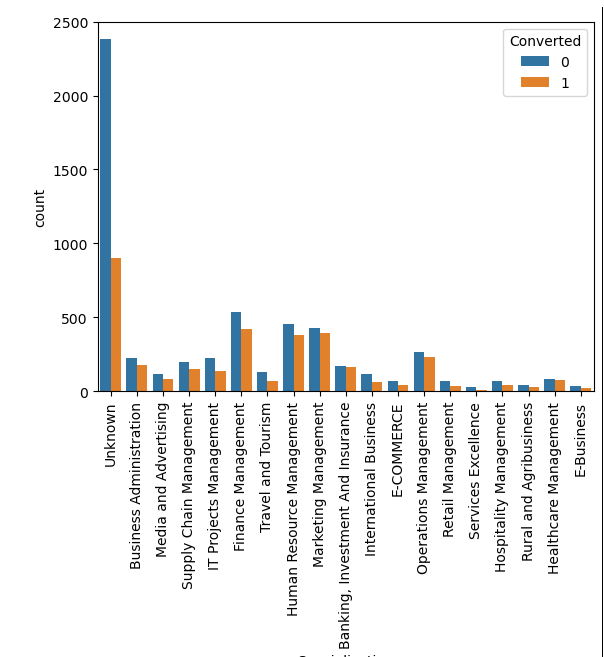 2500
2000
1500
1000
500
0
count
Converted
0
1
Unknown
Business Administration
Media and Advertising
Supply Chain Management
IT Projects Management
Finance Management
Travel and Tourism
Human Resource Management
Marketing Management
Banking, Investment And Insurance
International Business
E-COMMERCE
Operations Management
Retail Management
Services Excellence
Hospitality Management
Rural and Agribusiness
Healthcare Management
E-Business